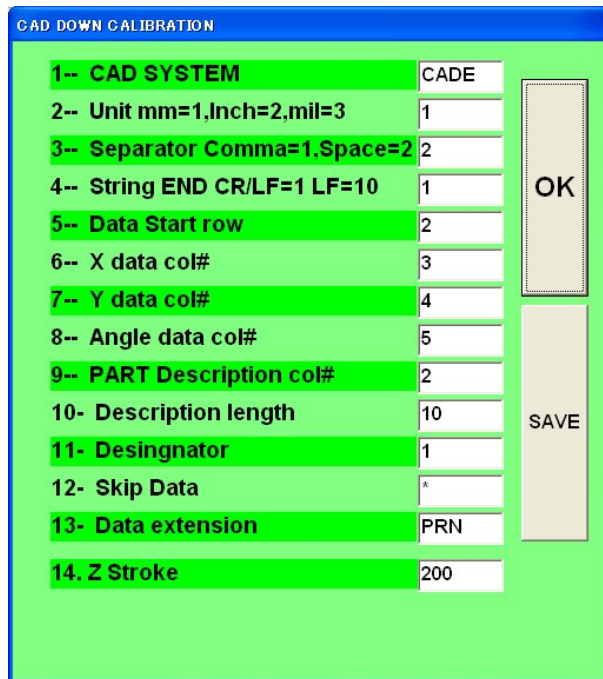 CAD DOWN CALIBRATION
1-- CAD SYSTEM CADE
2-- Unit mm=1,Inch=2,mil=3 1
3-- Separator Comma=1,Space=2 2
4-- String END CR/LF=1 LF=10 1
5-- Data Start row 2
6-- X data col# 3
7-- Y data col# 4
8-- Angle data col# 5
9-- PART Description col# 2
10- Description length 10
11- Desingnator 1
12- Skip Data *
13- Data extension PRN
14. Z Stroke 200
OK
SAVE